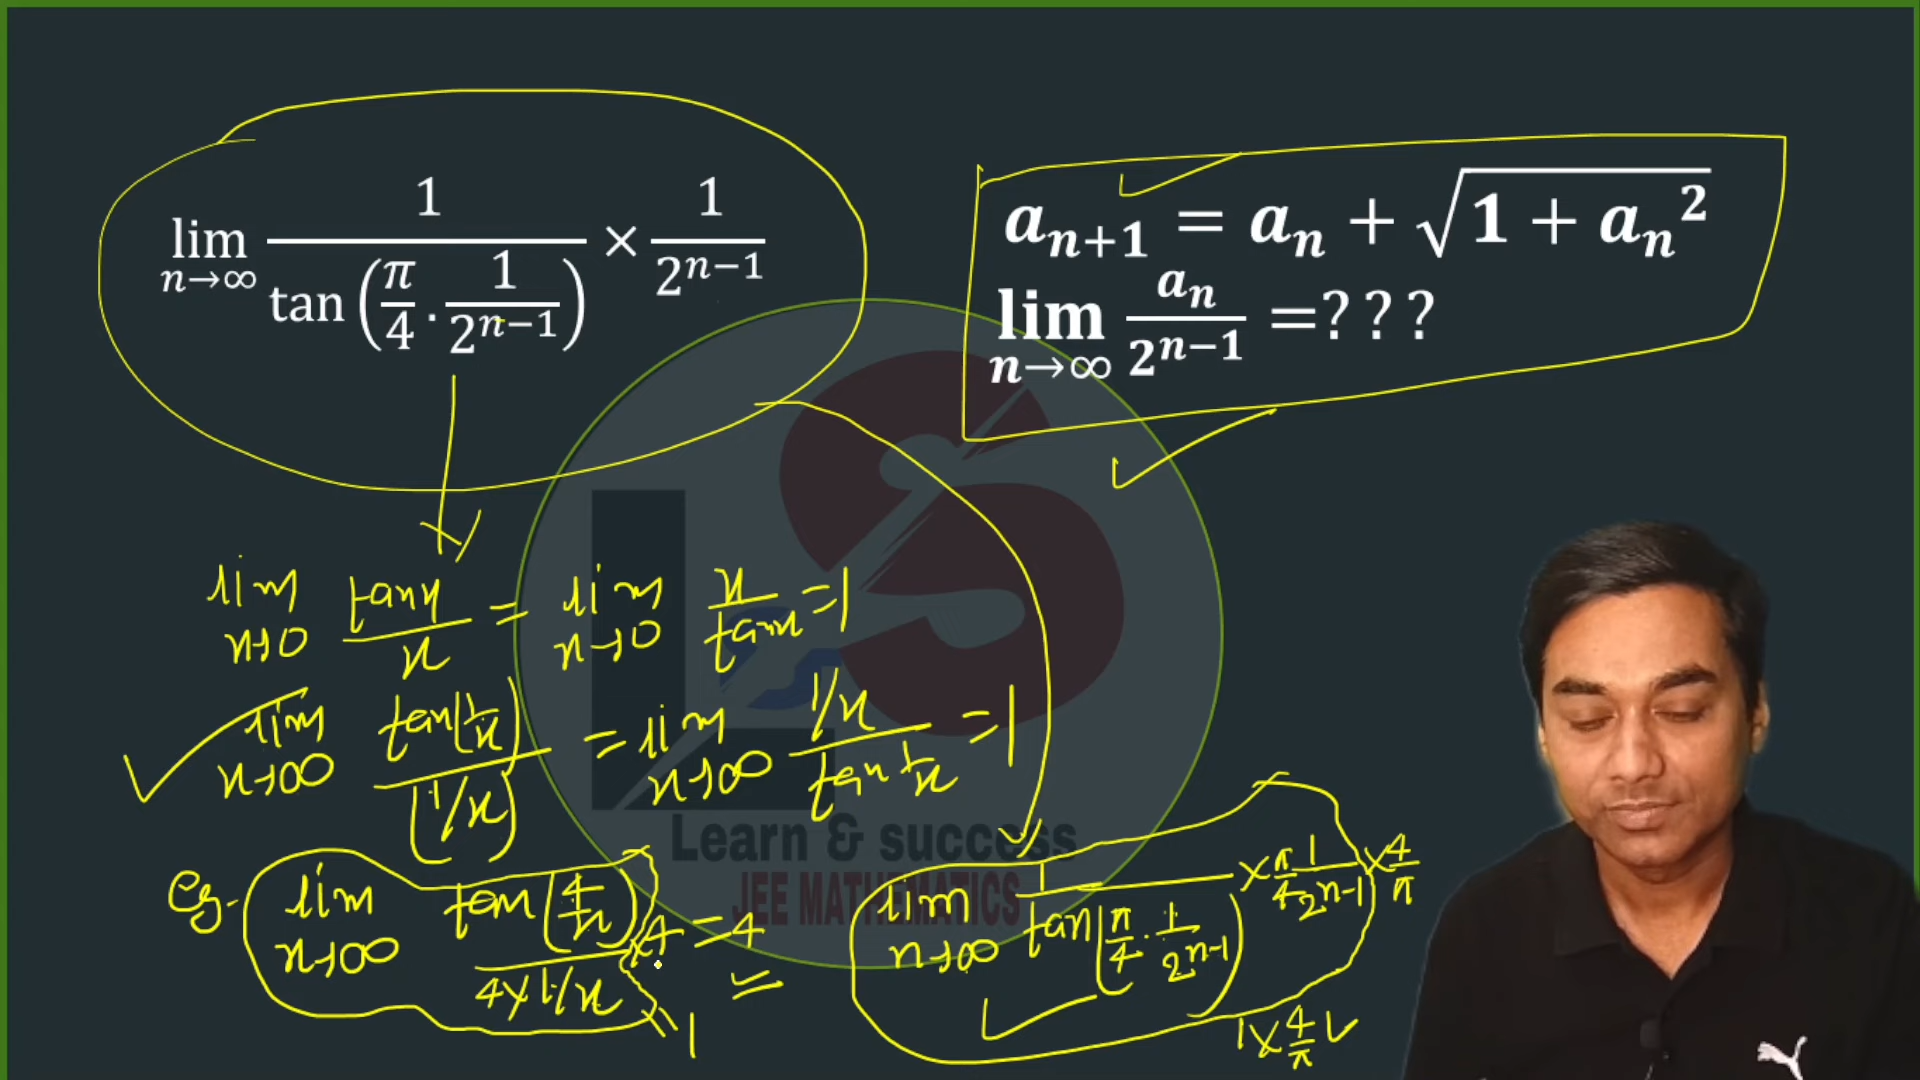 lim n→∞ 1 / tan(π/4 · 1/2^(n−1)) × 1/2^(n−1)
a_(n+1) = a_n + √(1 + a_n²)
lim n→∞ a_n / 2^(n−1) =???
lim x→0 tanx / x = lim x→0 x / tanx = 1
lim x→∞ tan(1/x) / (1/x) = lim x→∞ 1/x / tan 1/x = 1
Learn & success
JEE MATHEMATICS
eg- lim x→∞ tan(4/x) / 4×1/x ×4 = 4
=1
lim n→∞ 1 / tan(π/4 · 1/2^(n−1)) × π/4 1/2^(n−1) × 4/π
1 × 4/π